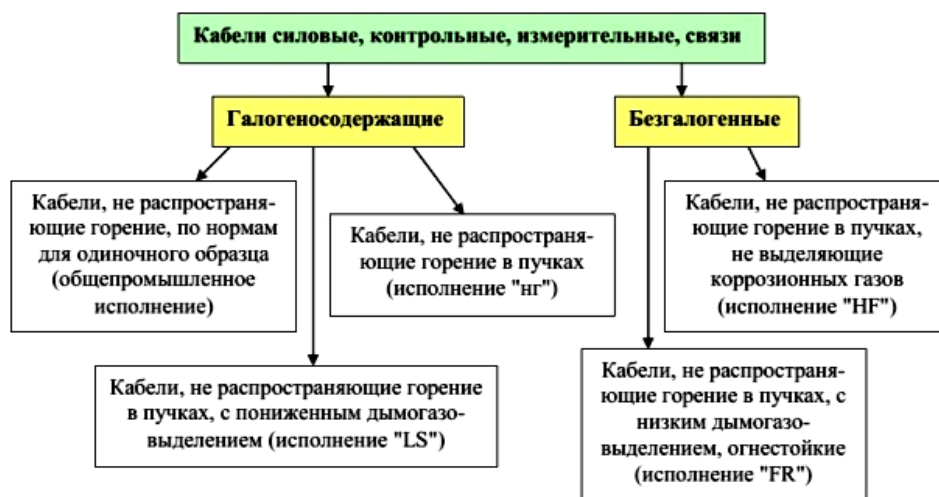 Кабели силовые, контрольные, измерительные, связи
Галогеносодержащие
Безгалогенные
Кабели, не распространя-
ющие горение, по нормам
для одиночного образца
(общепромышленное
исполнение)
Кабели, не распространя-
ющие горение в пучках
(исполнение "нг")
Кабели, не распространя-
ющие горение в пучках,
не выделяющие
коррозионных газов
(исполнение "HF")
Кабели, не распространяющие горение
в пучках, с пониженным дымогазо-
выделением (исполнение "LS")
Кабели, не распространя-
ющие горение в пучках, с
низким дымогазо-
выделением, огнестойкие
(исполнение "FR")